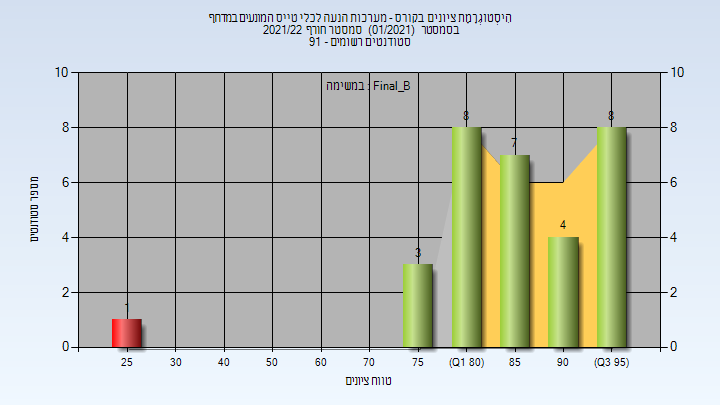 היסטוגרמת ציונים בקורס - מערכות הנעה לכלי טייס המונעים במדחף
בסמסטר (01/2021) סמסטר חורף 2021/22
סטודנטים רשומים - 91
במשימה : Final_B
מספר סטודנטים
10 10
8 8
6 6
4 4
2 2
0 0
1 3 8 7 4 8
25 30 40 50 60 70 75 (Q1 80) 85 90 (Q3 95)
טווח ציונים